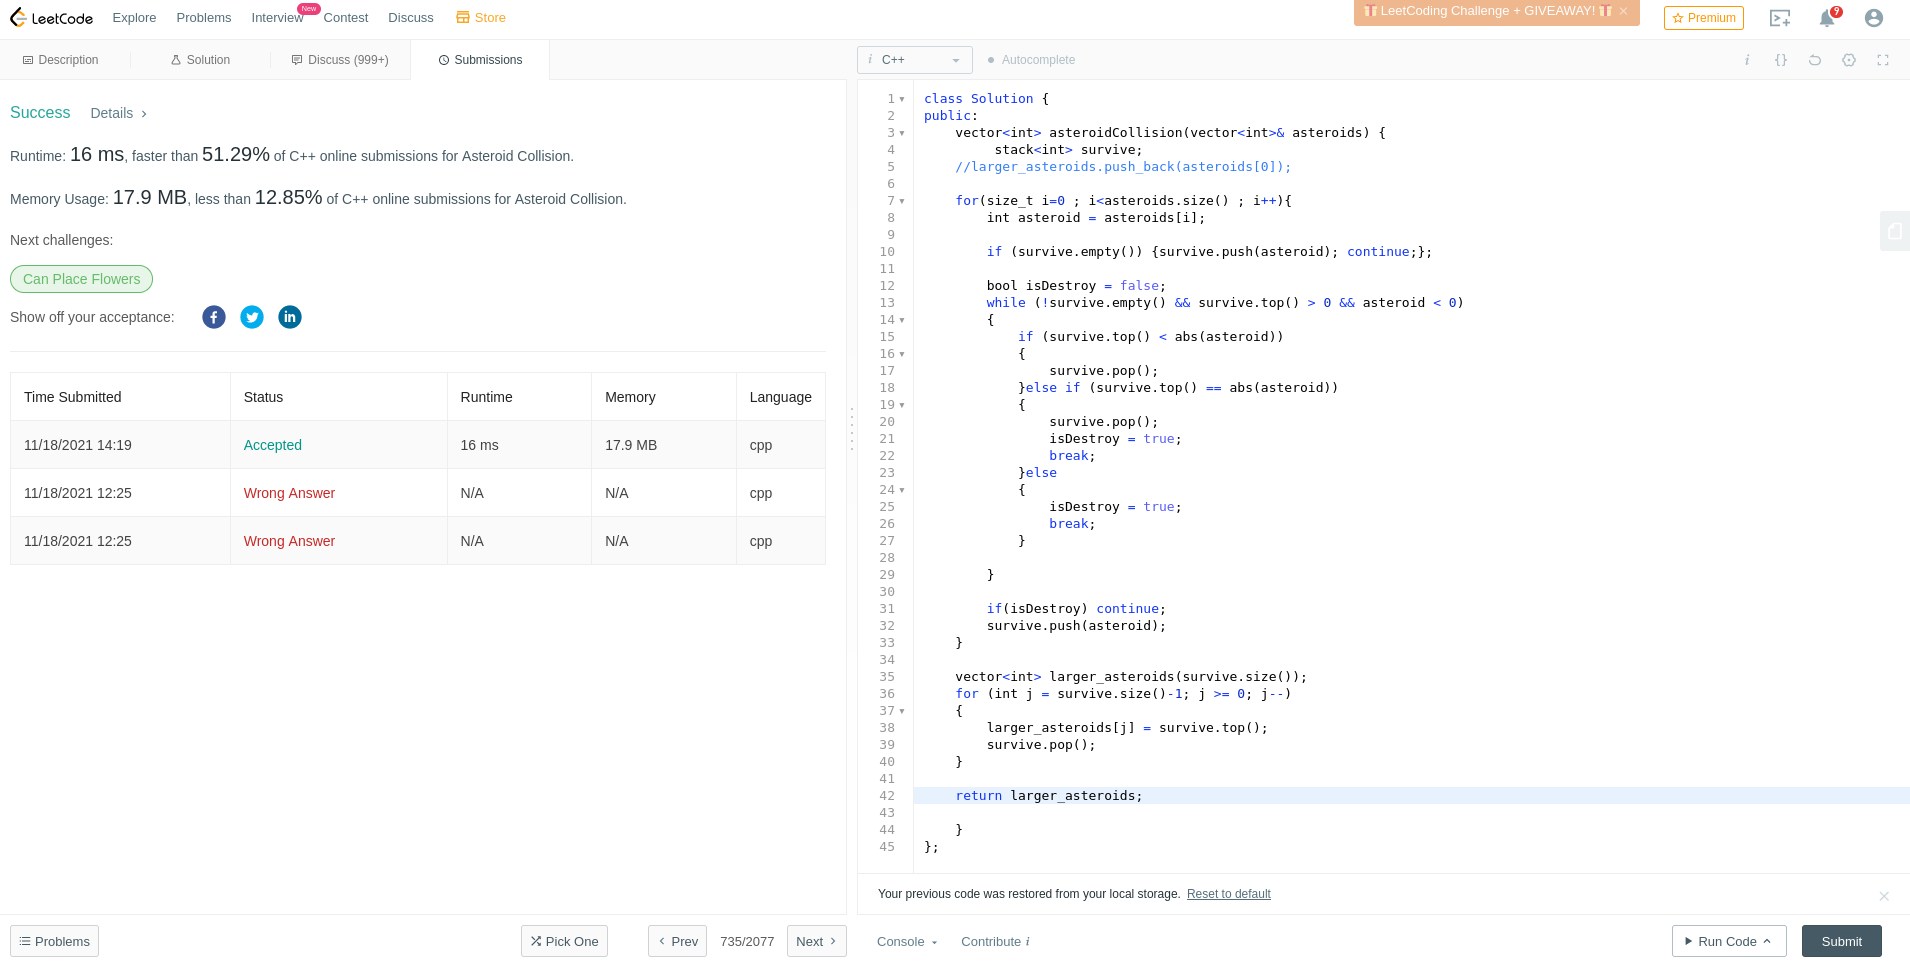 LeetCode Explore Problems Interview New Contest Discuss Store LeetCoding Challenge + GIVEAWAY! × Premium 9
Description Solution Discuss (999+) Submissions
Success Details ›
Runtime: 16 ms, faster than 51.29% of C++ online submissions for Asteroid Collision.
Memory Usage: 17.9 MB, less than 12.85% of C++ online submissions for Asteroid Collision.
Next challenges:
Can Place Flowers
Show off your acceptance:
Time Submitted Status Runtime Memory Language
11/18/2021 14:19 Accepted 16 ms 17.9 MB cpp
11/18/2021 12:25 Wrong Answer N/A N/A cpp
11/18/2021 12:25 Wrong Answer N/A N/A cpp
Problems Pick One ‹ Prev 735/2077 Next ›
i C++ Autocomplete i {}
1 class Solution {
2 public:
3     vector<int> asteroidCollision(vector<int>& asteroids) {
4          stack<int> survive;
5     //larger_asteroids.push_back(asteroids[0]);
6
7     for(size_t i=0 ; i<asteroids.size() ; i++){
8         int asteroid = asteroids[i];
9
10         if (survive.empty()) {survive.push(asteroid); continue;};
11
12         bool isDestroy = false;
13         while (!survive.empty() && survive.top() > 0 && asteroid < 0)
14         {
15             if (survive.top() < abs(asteroid))
16             {
17                 survive.pop();
18             }else if (survive.top() == abs(asteroid))
19             {
20                 survive.pop();
21                 isDestroy = true;
22                 break;
23             }else
24             {
25                 isDestroy = true;
26                 break;
27             }
28
29         }
30
31         if(isDestroy) continue;
32         survive.push(asteroid);
33     }
34
35     vector<int> larger_asteroids(survive.size());
36     for (int j = survive.size()-1; j >= 0; j--)
37     {
38         larger_asteroids[j] = survive.top();
39         survive.pop();
40     }
41
42     return larger_asteroids;
43
44     }
45 };
Your previous code was restored from your local storage. Reset to default ×
Console Contribute i Run Code Submit